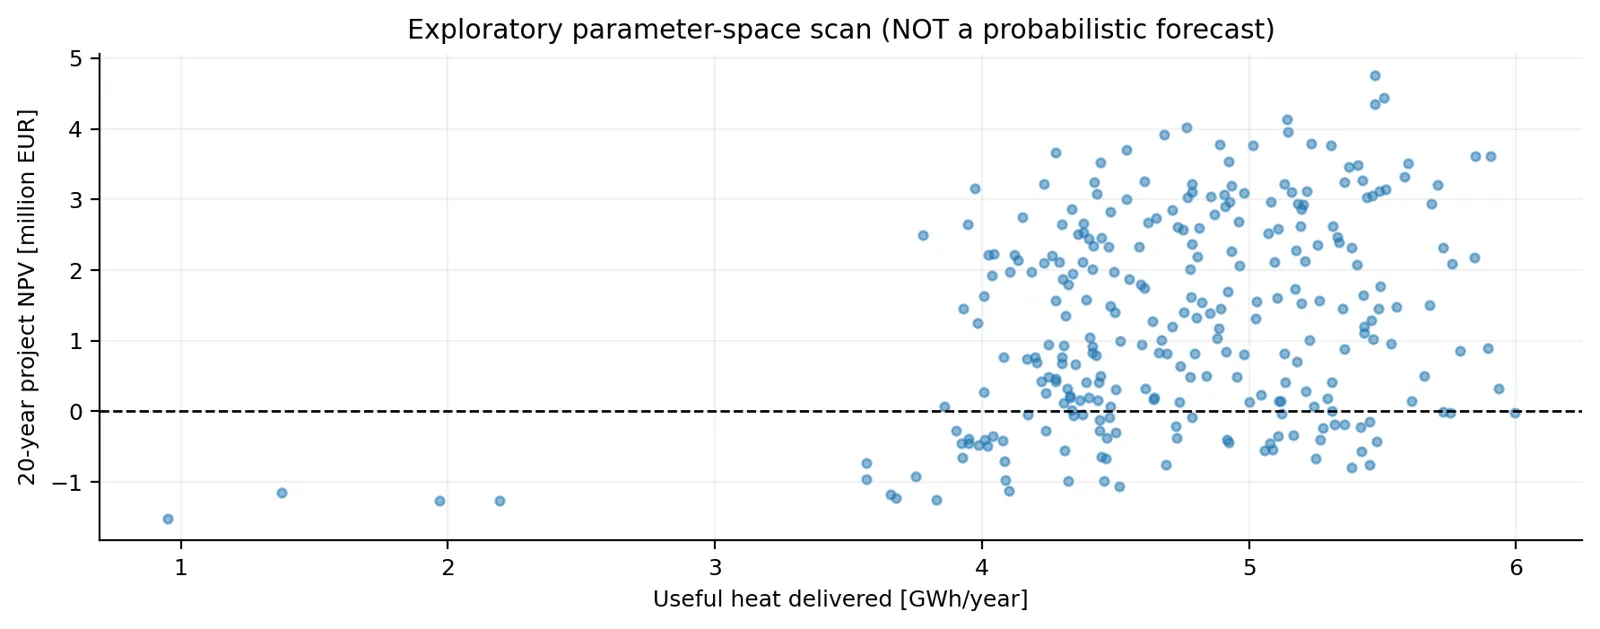 Exploratory parameter-space scan (NOT a probabilistic forecast)
20-year project NPV [million EUR]
5
4
3
2
1
0
−1
1 2 3 4 5 6
Useful heat delivered [GWh/year]